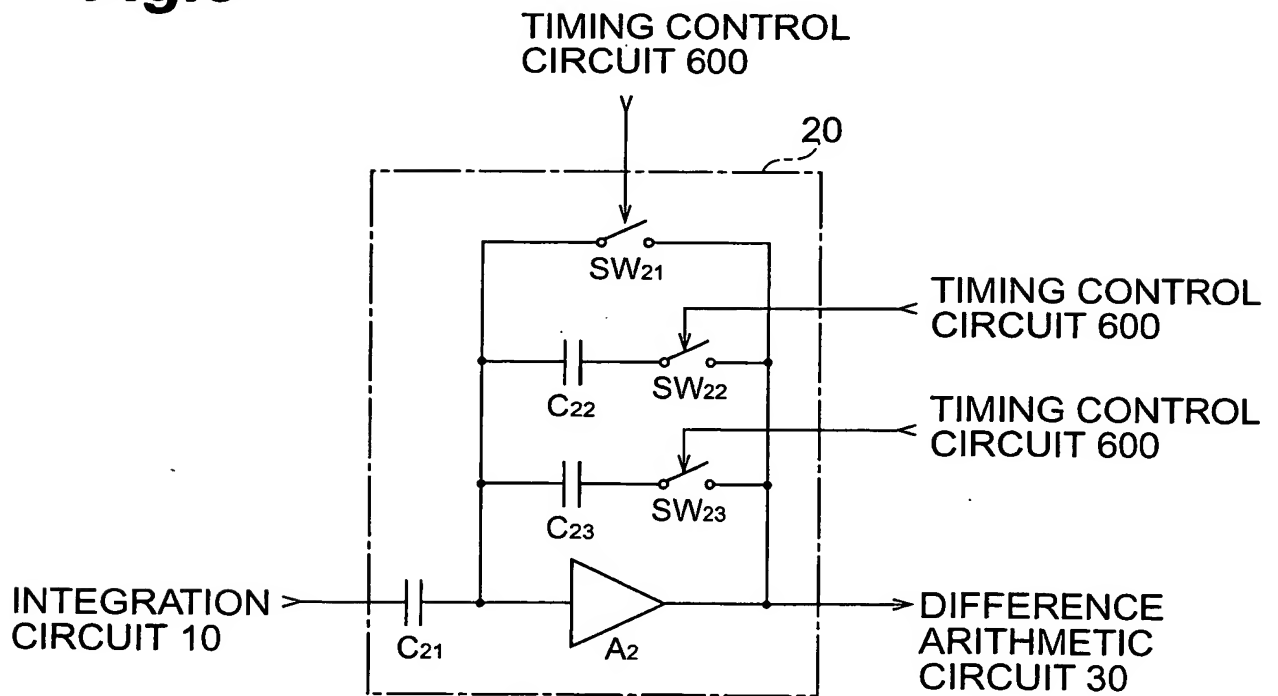 TIMING CONTROL
CIRCUIT 600
20
SW21
TIMING CONTROL
CIRCUIT 600
C22
SW22
TIMING CONTROL
CIRCUIT 600
C23
SW23
INTEGRATION
CIRCUIT 10
C21
A2
DIFFERENCE
ARITHMETIC
CIRCUIT 30